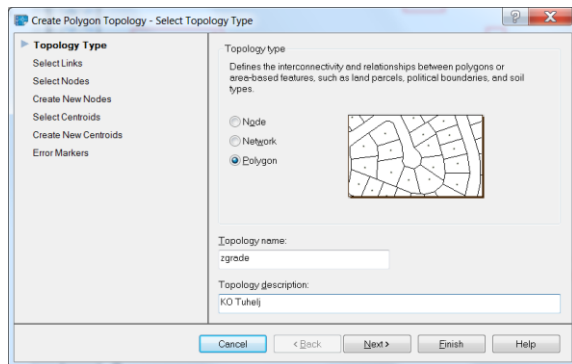 Create Polygon Topology - Select Topology Type
Topology Type
Select Links
Select Nodes
Create New Nodes
Select Centroids
Create New Centroids
Error Markers
Topology type
Defines the interconnectivity and relationships between polygons or
area-based features, such as land parcels, political boundaries, and soil
types.
Node
Network
Polygon
Topology name:
zgrade
Topology description:
KO Tuhelj
Cancel
< Back
Next >
Finish
Help